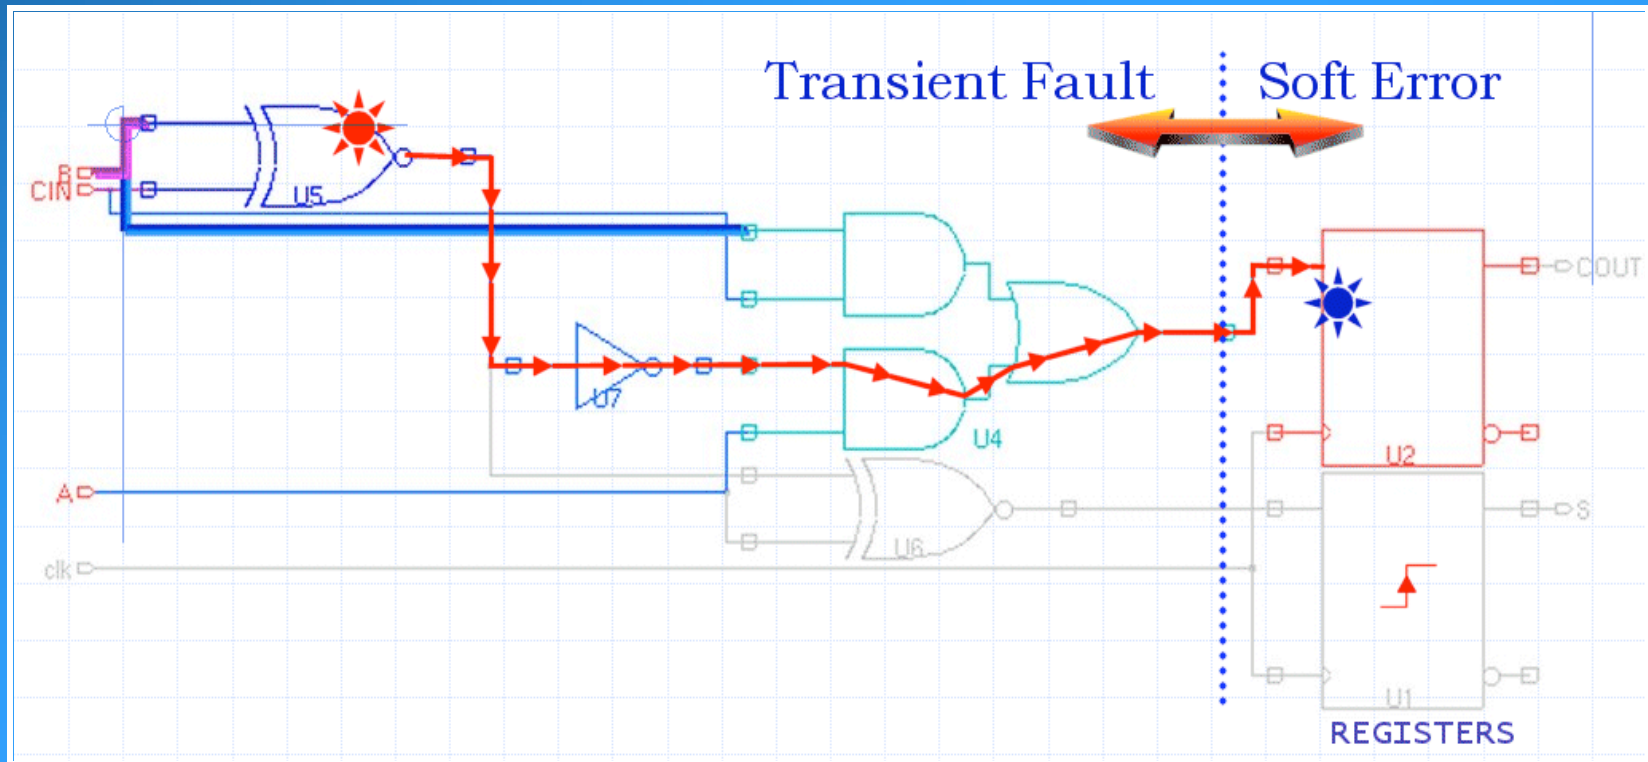 Transient Fault
Soft Error
B
CIN
U5
COUT
U7
U4
U2
A
U6
S
clk
U1
REGISTERS